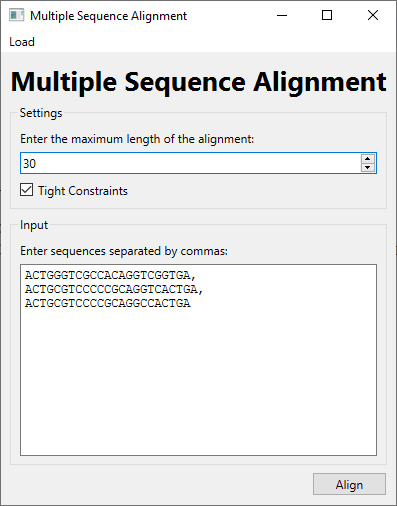 Multiple Sequence Alignment
Load
Multiple Sequence Alignment
Settings
Enter the maximum length of the alignment:
30
Tight Constraints
Input
Enter sequences separated by commas:
ACTGGGTCGCCACAGGTCGGTGA,
ACTGCGTCCCCCGCAGGTCACTGA,
ACTGCGTCCCCGCAGGCCACTGA
Align